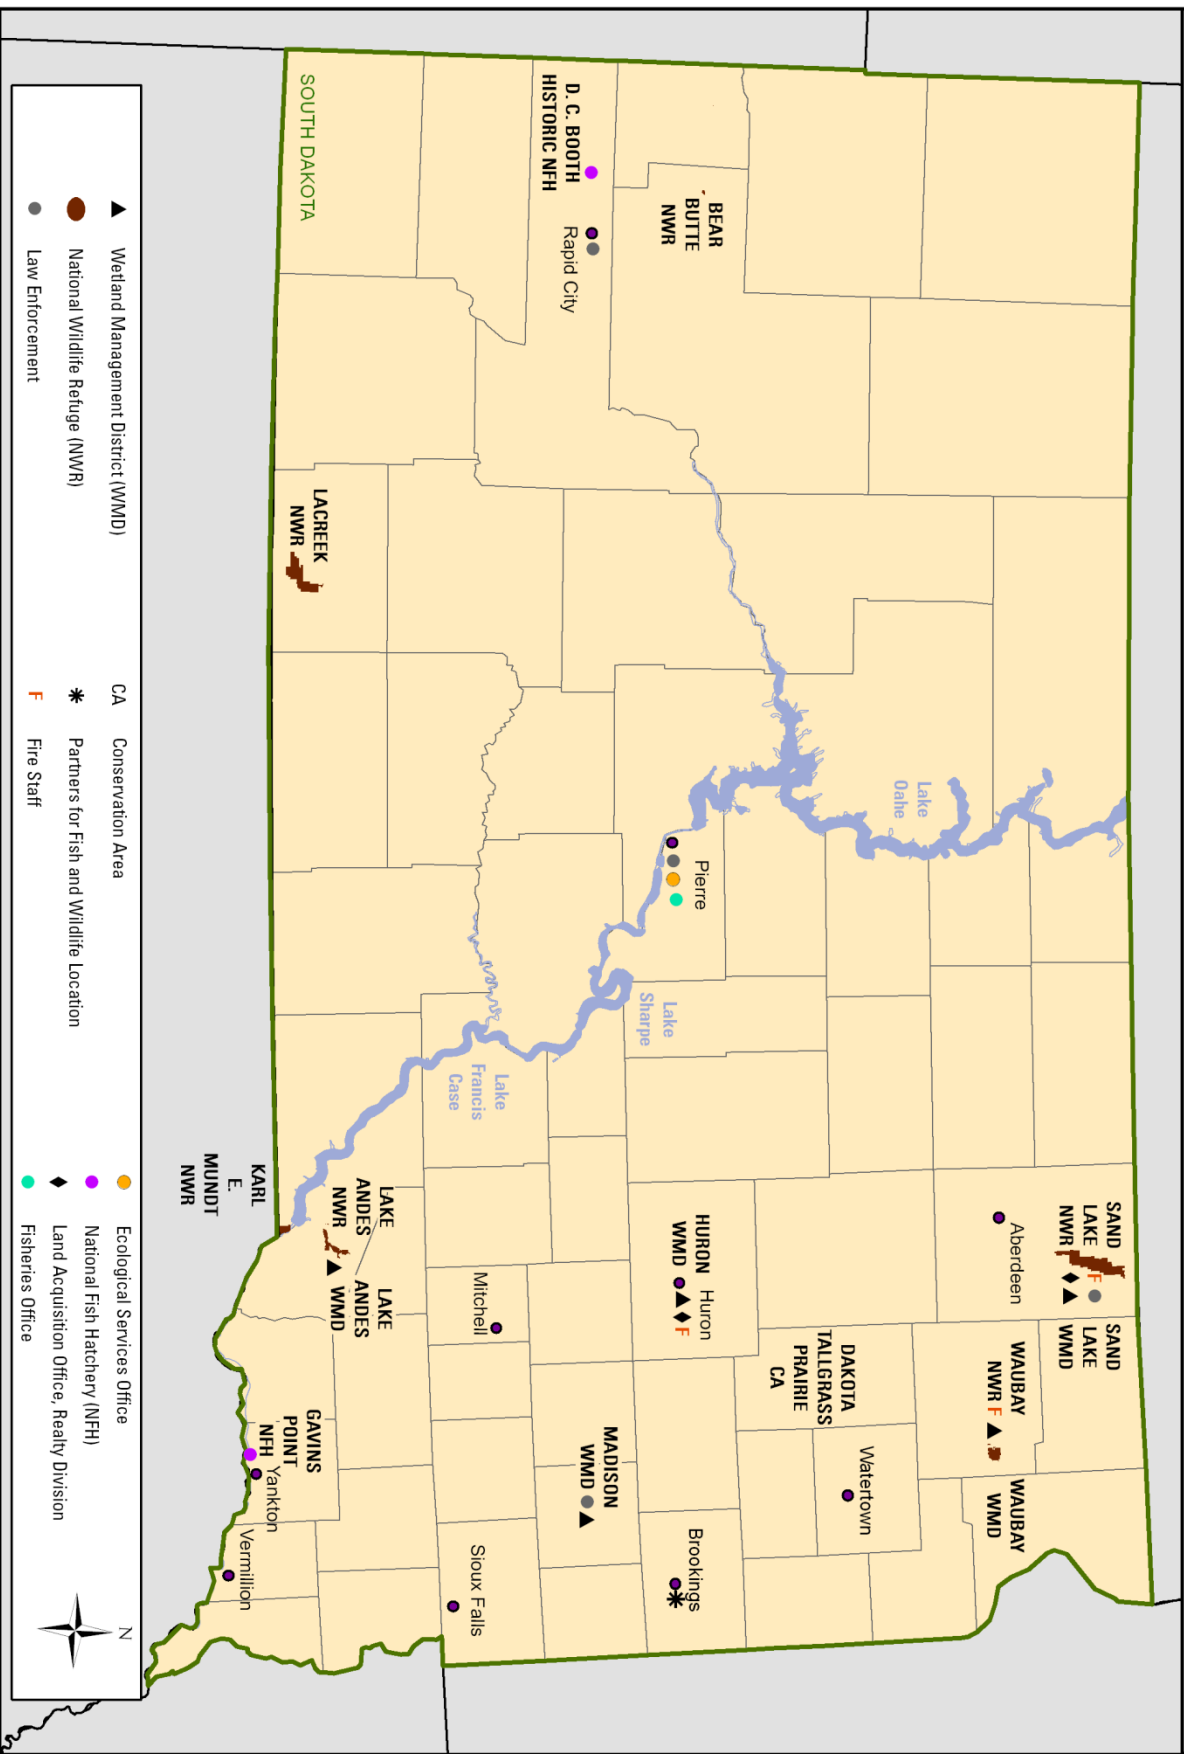 SAND
LAKE
NWR
F
SAND
LAKE
WMD
WAUBAY
NWR
F
WAUBAY
WMD
Aberdeen
Lake
Oahe
Watertown
DAKOTA
TALLGRASS
PRAIRIE
CA
BEAR
BUTTE
NWR
Pierre
HURON
WMD
Huron
F
Brookings
Lake
Sharpe
D. C. BOOTH
HISTORIC NFH
Rapid City
MADISON
WMD
Lake
Francis
Case
Mitchell
Sioux Falls
LACREEK
NWR
LAKE
ANDES
NWR
LAKE
ANDES
WMD
SOUTH DAKOTA
KARL
E.
MUNDT
NWR
GAVINS
POINT
NFH
Yankton
Vermillion
Wetland Management District (WMD)
National Wildlife Refuge (NWR)
Law Enforcement
CA Conservation Area
Partners for Fish and Wildlife Location
F Fire Staff
Ecological Services Office
National Fish Hatchery (NFH)
Land Acquisition Office, Realty Division
Fisheries Office
N